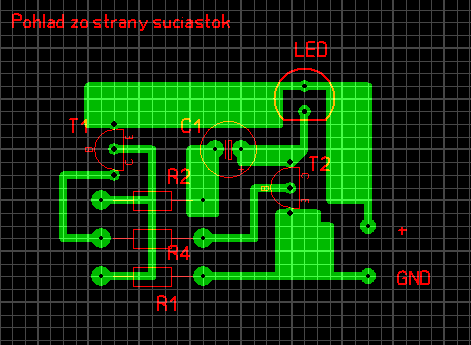 Pohlad zo strany suciastok
LED
T1
C1
T2
R2
B
R4
+
GND
R1